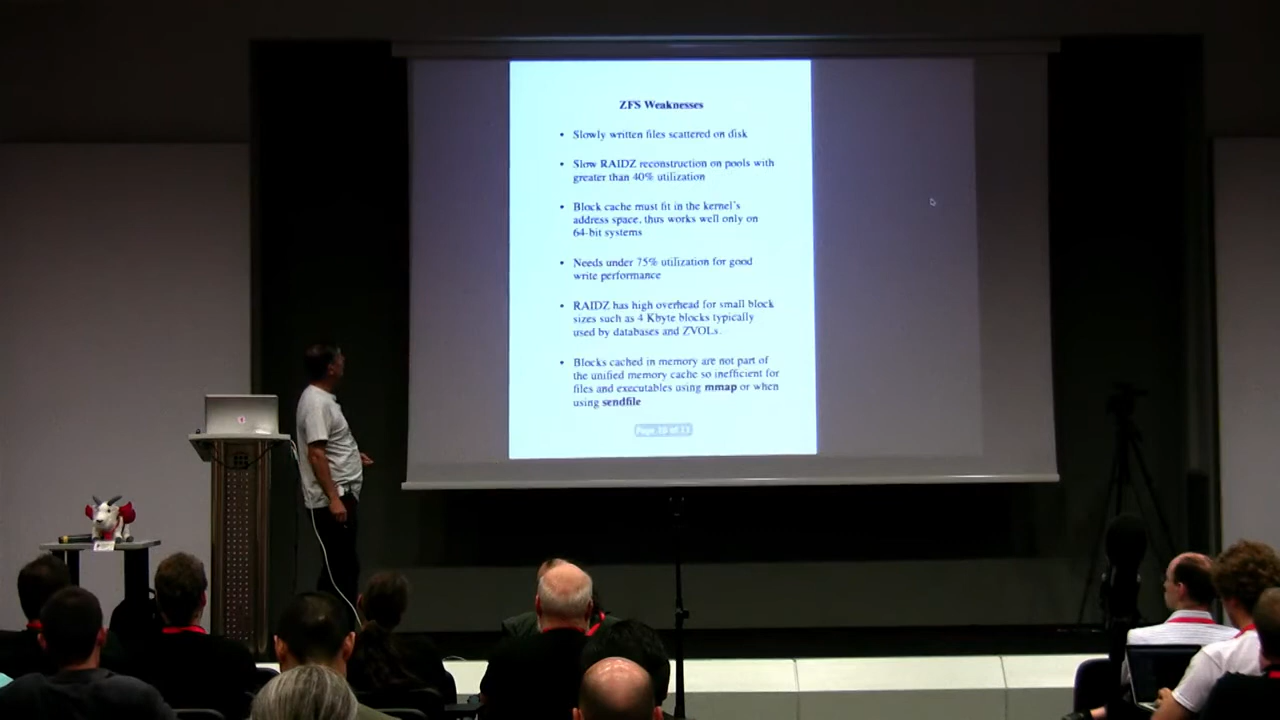 ZFS Weaknesses
• Slowly written files scattered on disk
• Slow RAIDZ reconstruction on pools with
greater than 40% utilization
• Block cache must fit in the kernel's
address space, thus works well only on
64-bit systems
• Needs under 75% utilization for good
write performance
• RAIDZ has high overhead for small block
sizes such as 4 Kbyte blocks typically
used by databases and ZVOLs.
• Blocks cached in memory are not part of
the unified memory cache so inefficient for
files and executables using mmap or when
using sendfile
Page 10 of 11